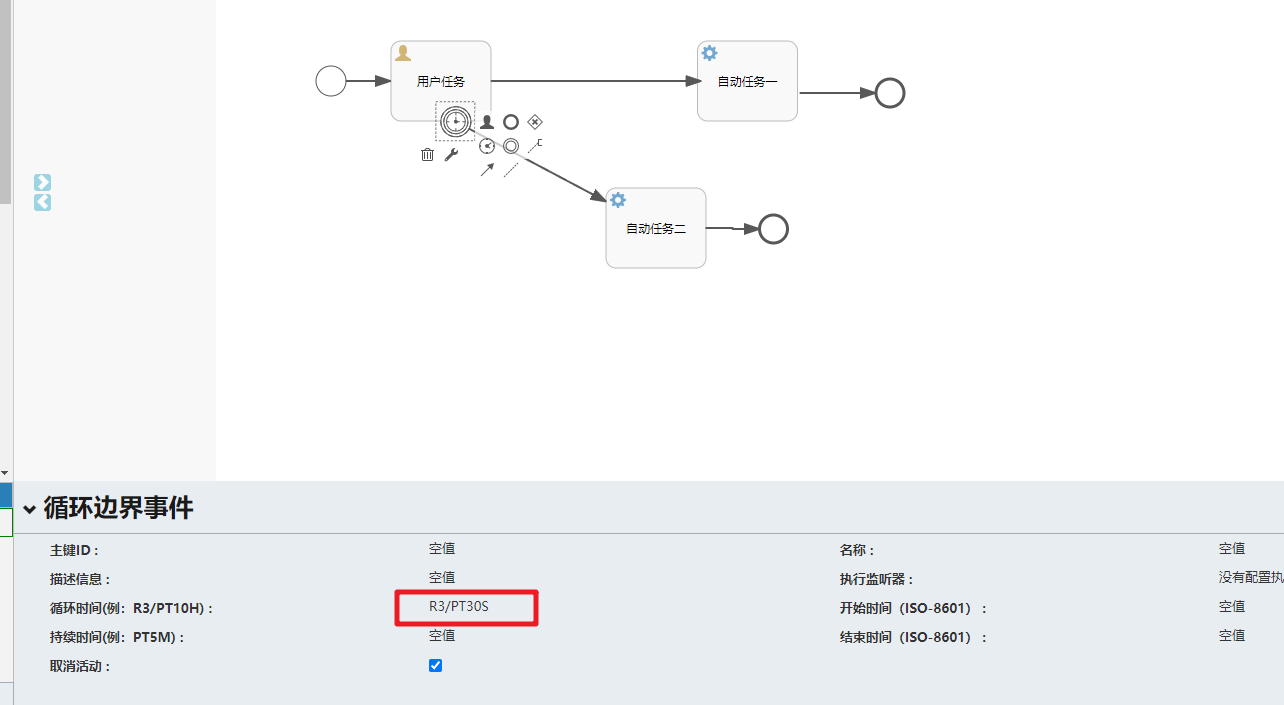 用户任务
自动任务一
自动任务二
循环边界事件
主键ID :
空值
名称 :
空值
描述信息 :
空值
执行监听器 :
没有配置执
循环时间(例: R3/PT10H) :
R3/PT30S
开始时间（ISO-8601） :
空值
持续时间(例: PT5M) :
空值
结束时间（ISO-8601） :
空值
取消活动 :